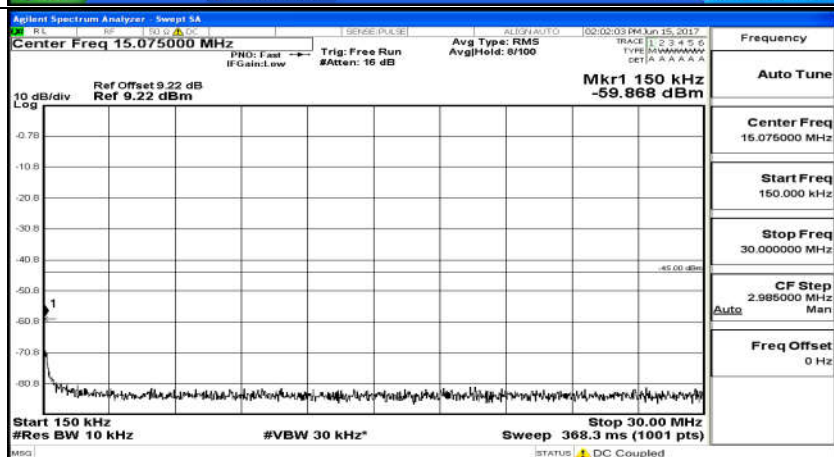 Agilent Spectrum Analyzer - Swept SA
RL RF 50 Ω DC SENSE:PULSE ALIGN AUTO 02:02:03 PM Jun 15, 2017
Center Freq 15.075000 MHz
PNO: Fast Trig: Free Run Avg Type: RMS TRACE 1 2 3 4 5 6
IFGain:Low #Atten: 16 dB Avg|Hold: 8/100 TYPE MWWWWW
DET A A A A A A
Mkr1 150 kHz
-59.868 dBm
Ref Offset 9.22 dB
10 dB/div Ref 9.22 dBm
Log
-0.78
-10.8
-20.8
-30.8
-40.8
-45.00 dBm
-50.8
1
-60.8
-70.8
-80.8
Start 150 kHz Stop 30.00 MHz
#Res BW 10 kHz #VBW 30 kHz* Sweep 368.3 ms (1001 pts)
MSG STATUS DC Coupled
Frequency
Auto Tune
Center Freq
15.075000 MHz
Start Freq
150.000 kHz
Stop Freq
30.000000 MHz
CF Step
2.985000 MHz
Auto Man
Freq Offset
0 Hz